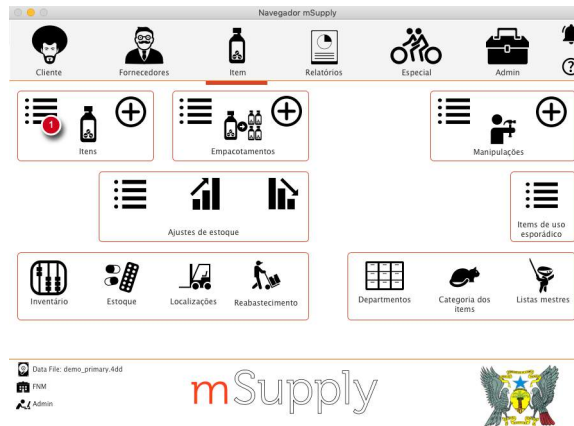 Navegador mSupply
Cliente
Fornecedores
Item
Relatórios
Especial
Admin
1
Itens
Empacotamentos
Manipulações
Ajustes de estoque
Items de uso
esporádico
Inventário
Estoque
Localizações
Reabastecimento
Departmentos
Categoria dos
items
Listas mestres
Data File: demo_primary.4dd
FNM
Admin
mSupply